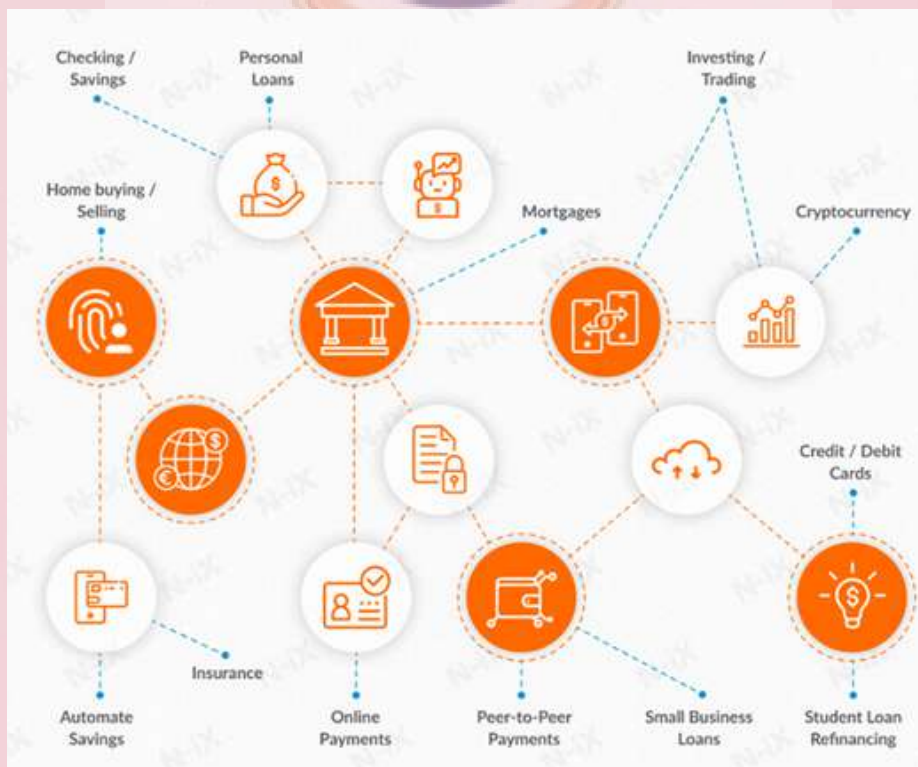 Checking /
Savings
Personal
Loans
Investing /
Trading
Home buying /
Selling
Mortgages
Cryptocurrency
$
$
$
€
Credit / Debit
Cards
$
Insurance
Automate
Savings
Online
Payments
Peer-to-Peer
Payments
Small Business
Loans
Student Loan
Refinancing
N-iX